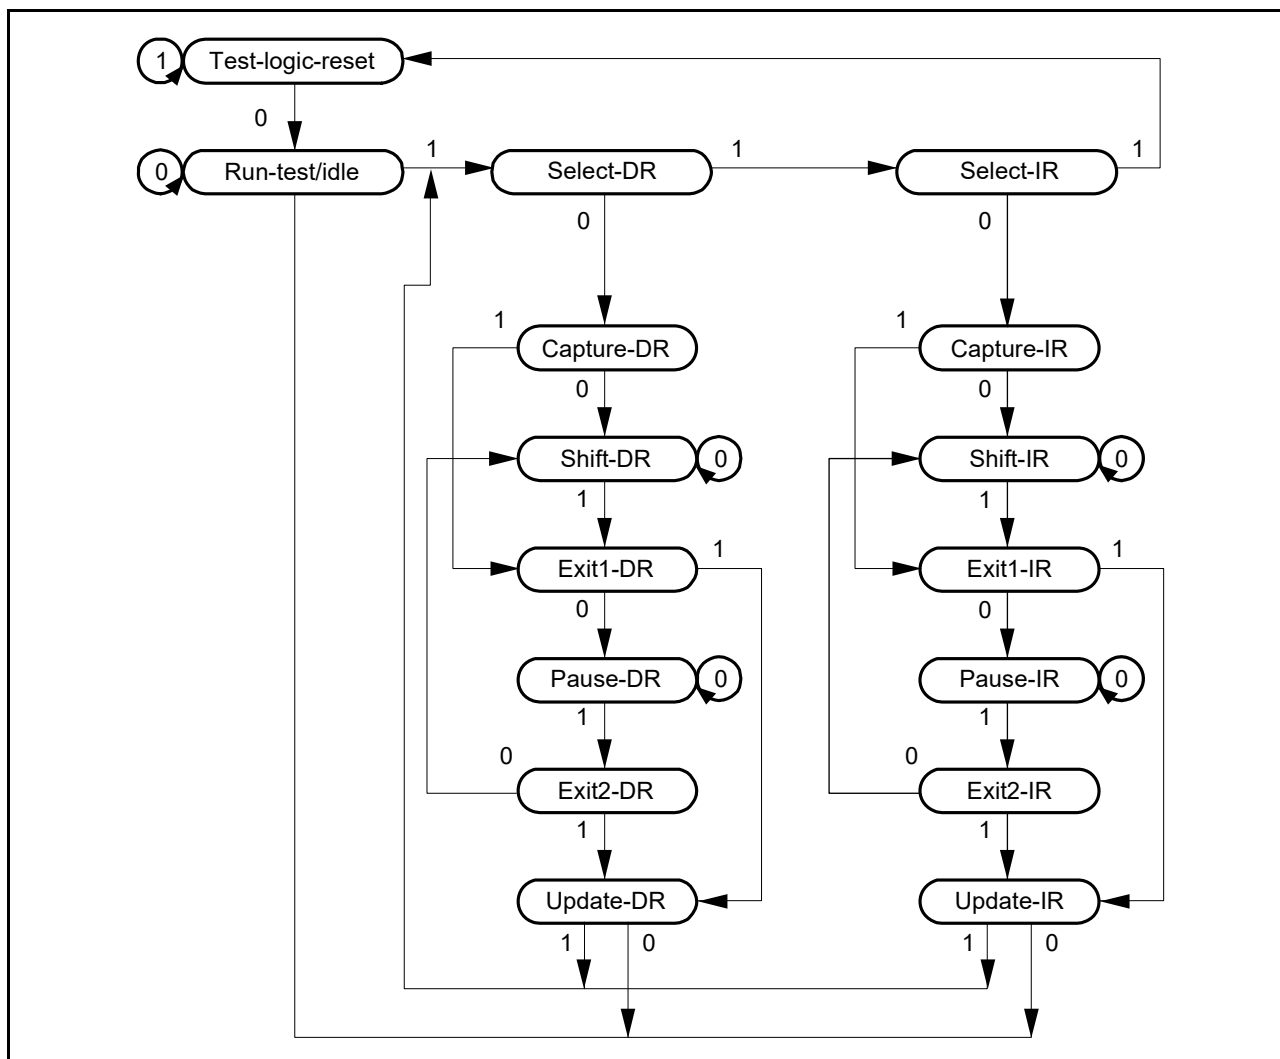 1
Test-logic-reset
0
0
Run-test/idle
1
Select-DR
1
Select-IR
1
0
0
1
Capture-DR
1
Capture-IR
0
0
Shift-DR
0
Shift-IR
0
1
1
Exit1-DR
1
Exit1-IR
1
0
0
Pause-DR
0
Pause-IR
0
1
1
0
Exit2-DR
0
Exit2-IR
1
1
Update-DR
Update-IR
1
0
1
0